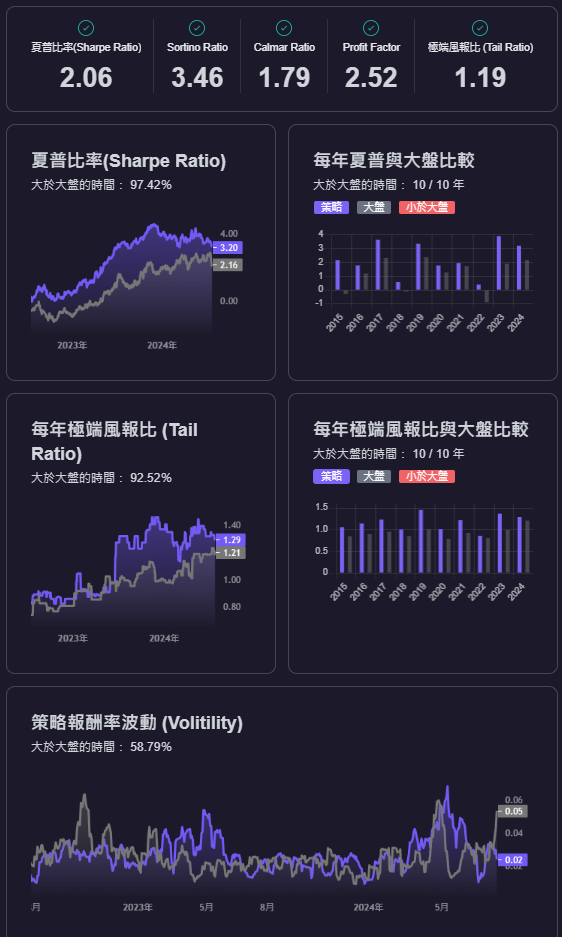 夏普比率(Sharpe Ratio)
2.06
Sortino Ratio
3.46
Calmar Ratio
1.79
Profit Factor
2.52
極端風報比 (Tail Ratio)
1.19
夏普比率(Sharpe Ratio)
大於大盤的時間： 97.42%
4.00
3.20
2.16
0.00
2023年 2024年
每年夏普與大盤比較
大於大盤的時間： 10 / 10 年
策略 大盤 小於大盤
4
3
2
1
0
-1
2015 2016 2017 2018 2019 2020 2021 2022 2023 2024
每年極端風報比 (Tail
Ratio)
大於大盤的時間： 92.52%
1.40
1.29
1.21
1.00
0.80
2023年 2024年
每年極端風報比與大盤比較
大於大盤的時間： 10 / 10 年
策略 大盤 小於大盤
1.5
1.0
0.5
0
2015 2016 2017 2018 2019 2020 2021 2022 2023 2024
策略報酬率波動 (Volitility)
大於大盤的時間： 58.79%
0.06
0.05
0.04
0.02
0.02
月 2023年 5月 8月 2024年 5月